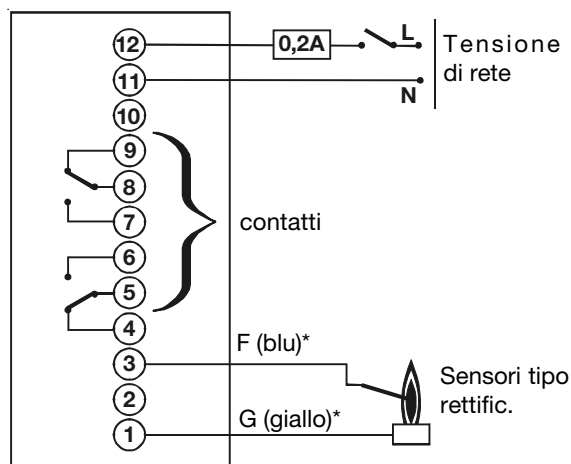 12
0,2A
L
Tensione
di rete
11
N
10
9
8
7
contatti
6
5
4
F (blu)*
3
Sensori tipo
rettific.
2
G (giallo)*
1